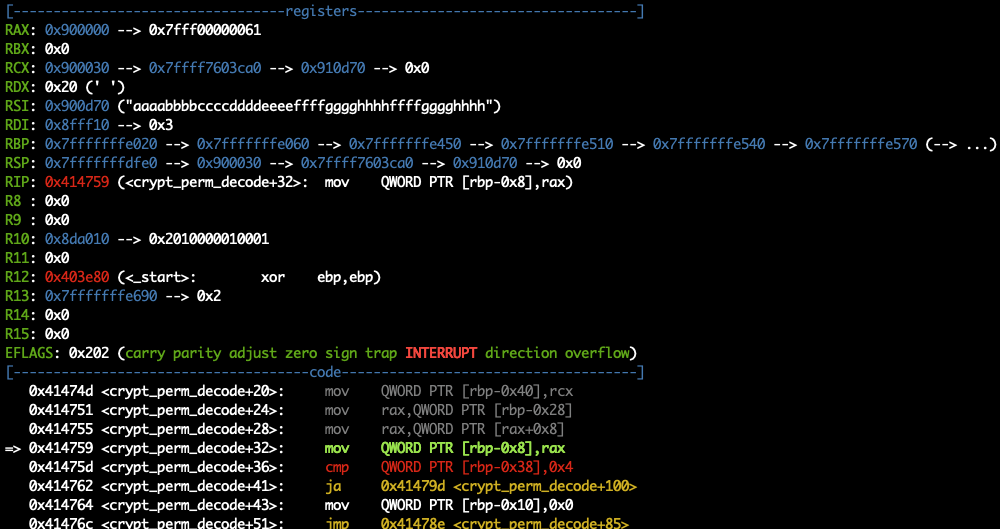 [----------------------------------registers-----------------------------------]
RAX: 0x900000 --> 0x7fff00000061
RBX: 0x0
RCX: 0x900030 --> 0x7ffff7603ca0 --> 0x910d70 --> 0x0
RDX: 0x20 (' ')
RSI: 0x900d70 ("aaaabbbbccccddddeeeeffffgggghhhhffffgggghhhh")
RDI: 0x8fff10 --> 0x3
RBP: 0x7fffffffe020 --> 0x7fffffffe060 --> 0x7fffffffe450 --> 0x7fffffffe510 --> 0x7fffffffe540 --> 0x7fffffffe570 (--> ...)
RSP: 0x7fffffffdfe0 --> 0x900030 --> 0x7ffff7603ca0 --> 0x910d70 --> 0x0
RIP: 0x414759 (<crypt_perm_decode+32>: mov QWORD PTR [rbp-0x8],rax)
R8 : 0x0
R9 : 0x0
R10: 0x8da010 --> 0x2010000010001
R11: 0x0
R12: 0x403e80 (<_start>: xor ebp,ebp)
R13: 0x7fffffffe690 --> 0x2
R14: 0x0
R15: 0x0
EFLAGS: 0x202 (carry parity adjust zero sign trap INTERRUPT direction overflow)
[-------------------------------------code-------------------------------------]
0x41474d <crypt_perm_decode+20>: mov QWORD PTR [rbp-0x40],rcx
0x414751 <crypt_perm_decode+24>: mov rax,QWORD PTR [rbp-0x28]
0x414755 <crypt_perm_decode+28>: mov rax,QWORD PTR [rax+0x8]
=> 0x414759 <crypt_perm_decode+32>: mov QWORD PTR [rbp-0x8],rax
0x41475d <crypt_perm_decode+36>: cmp QWORD PTR [rbp-0x38],0x4
0x414762 <crypt_perm_decode+41>: ja 0x41479d <crypt_perm_decode+100>
0x414764 <crypt_perm_decode+43>: mov QWORD PTR [rbp-0x10],0x0
0x41476c <crypt_perm_decode+51>: jmp 0x41478e <crypt_perm_decode+85>